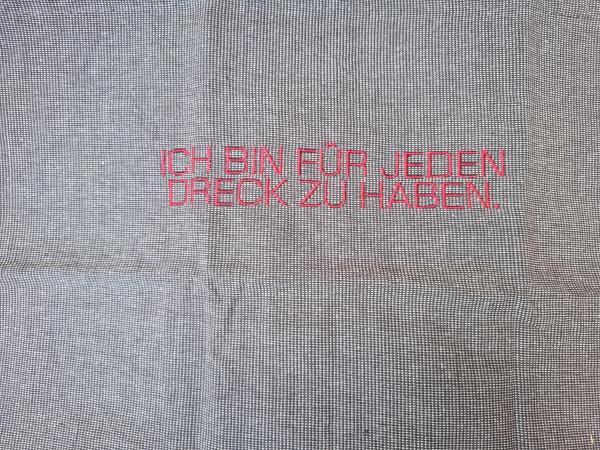 ICH BIN FÜR JEDEN
DRECK ZU HABEN.